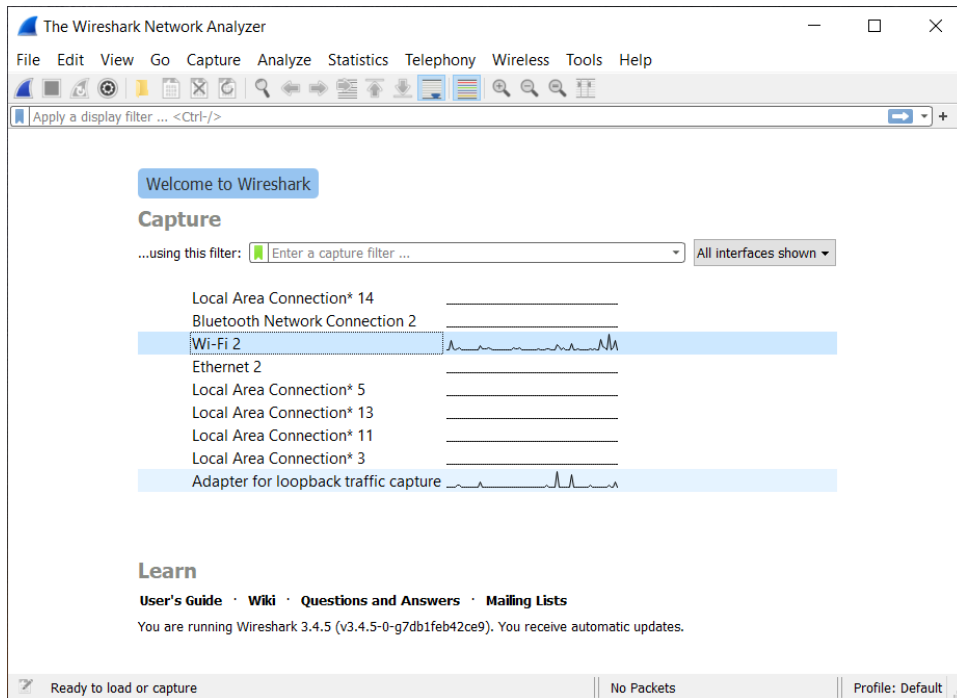 The Wireshark Network Analyzer
File Edit View Go Capture Analyze Statistics Telephony Wireless Tools Help
Apply a display filter ... <Ctrl-/>
Welcome to Wireshark
Capture
...using this filter: Enter a capture filter ... All interfaces shown
Local Area Connection* 14
Bluetooth Network Connection 2
Wi-Fi 2
Ethernet 2
Local Area Connection* 5
Local Area Connection* 13
Local Area Connection* 11
Local Area Connection* 3
Adapter for loopback traffic capture
Learn
User's Guide · Wiki · Questions and Answers · Mailing Lists
You are running Wireshark 3.4.5 (v3.4.5-0-g7db1feb42ce9). You receive automatic updates.
Ready to load or capture No Packets Profile: Default